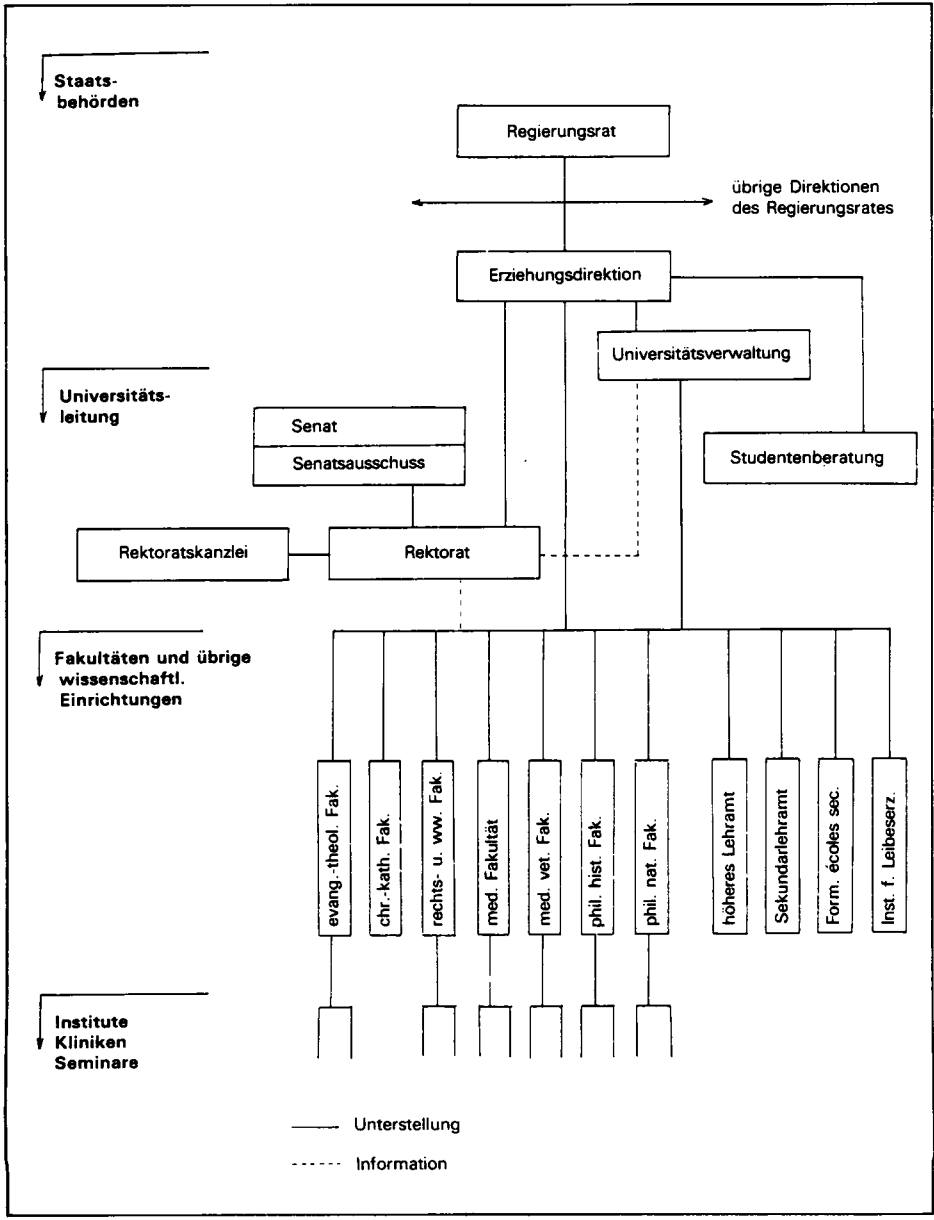 Staats-
behörden
Regierungsrat
übrige Direktionen
des Regierungsrates
Erziehungsdirektion
Universitätsverwaltung
Universitäts-
leitung
Senat
Senatsausschuss
Studentenberatung
Rektoratskanzlei
Rektorat
Fakultäten und übrige
wissenschaftl.
Einrichtungen
evang.-theol. Fak.
chr.-kath. Fak.
rechts- u. ww. Fak.
med. Fakultät
med. vet. Fak.
phil. hist. Fak.
phil. nat. Fak.
höheres Lehramt
Sekundarlehramt
Form. écoles sec.
Inst. f. Leibeserz.
Institute
Kliniken
Seminare
Unterstellung
Information